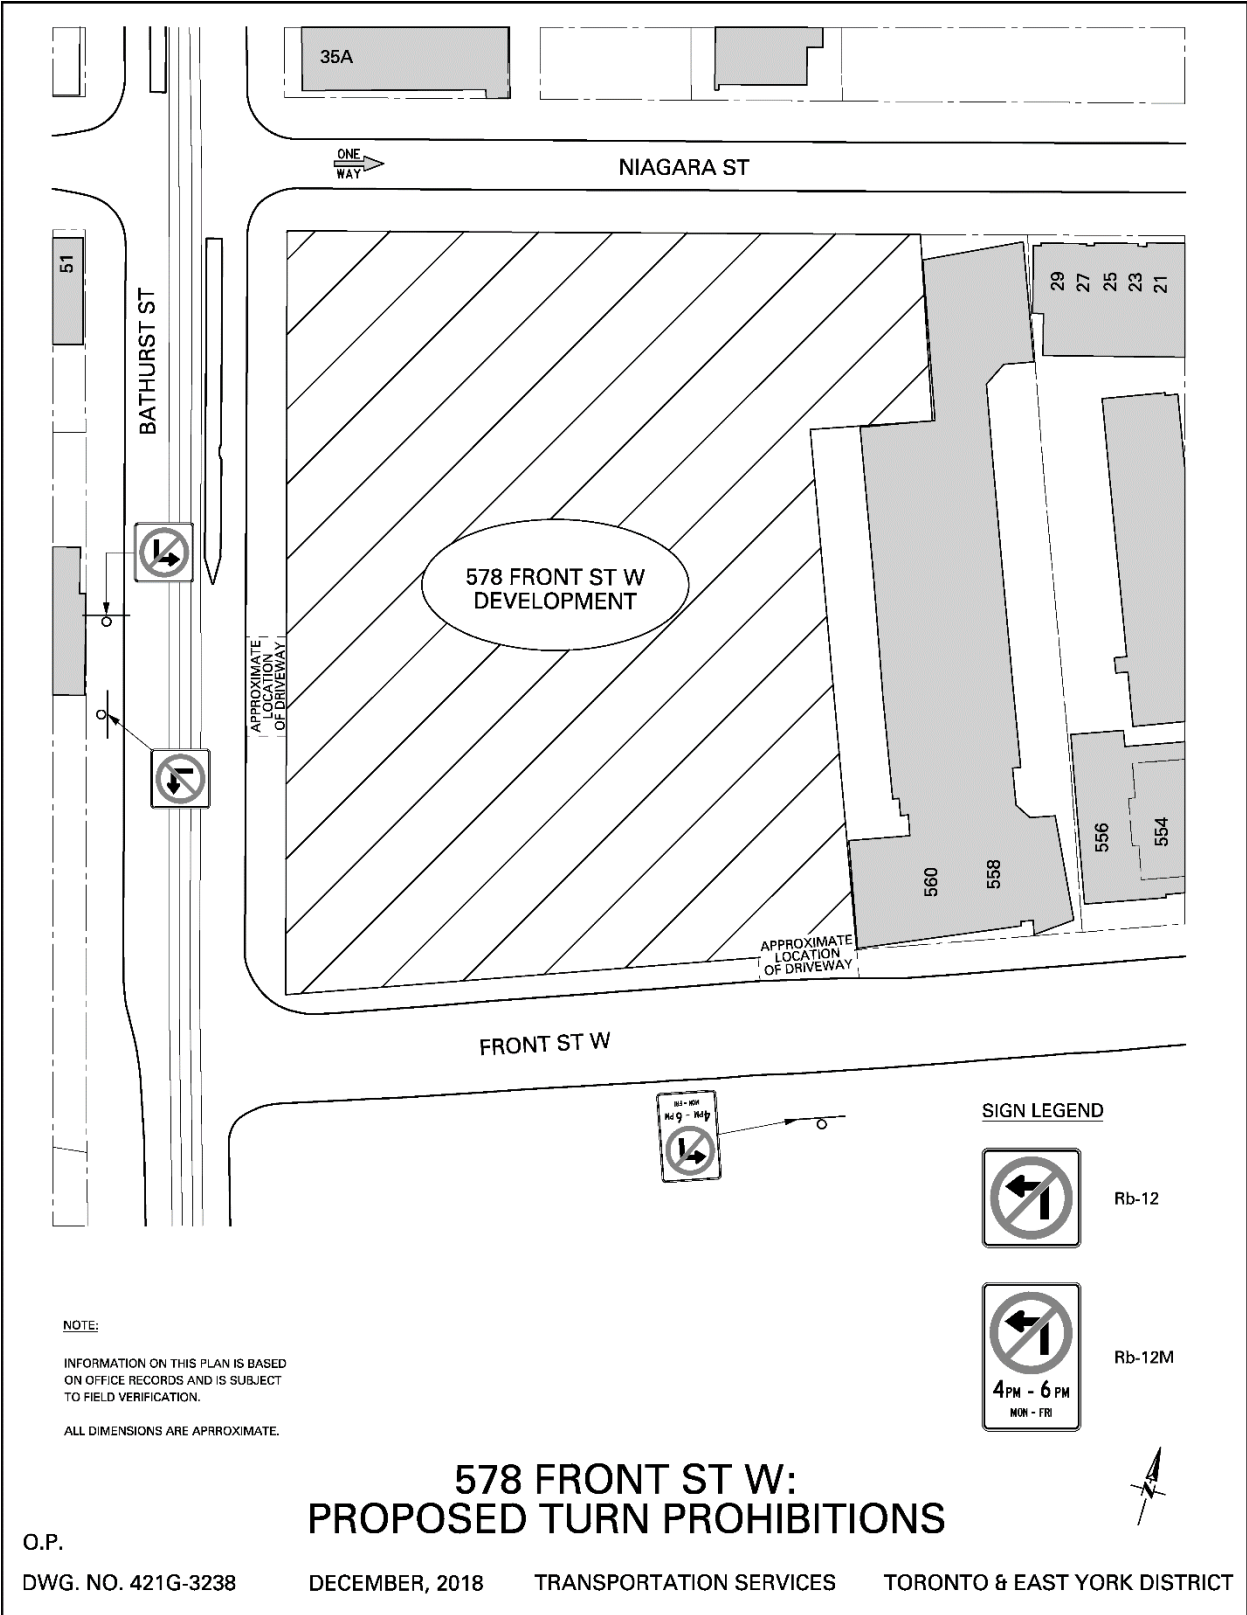 35A
ONE
WAY
NIAGARA ST
51
BATHURST ST
29
27
25
23
21
578 FRONT ST W
DEVELOPMENT
APPROXIMATE
LOCATION
OF DRIVEWAY
560
558
556
554
APPROXIMATE
LOCATION
OF DRIVEWAY
FRONT ST W
4PM - 6 PM
MON - FRI
SIGN LEGEND
Rb-12
Rb-12M
4PM - 6 PM
MON - FRI
NOTE:
INFORMATION ON THIS PLAN IS BASED
ON OFFICE RECORDS AND IS SUBJECT
TO FIELD VERIFICATION.
ALL DIMENSIONS ARE APRROXIMATE.
N
578 FRONT ST W:
PROPOSED TURN PROHIBITIONS
O.P.
DWG. NO. 421G-3238 DECEMBER, 2018 TRANSPORTATION SERVICES TORONTO & EAST YORK DISTRICT